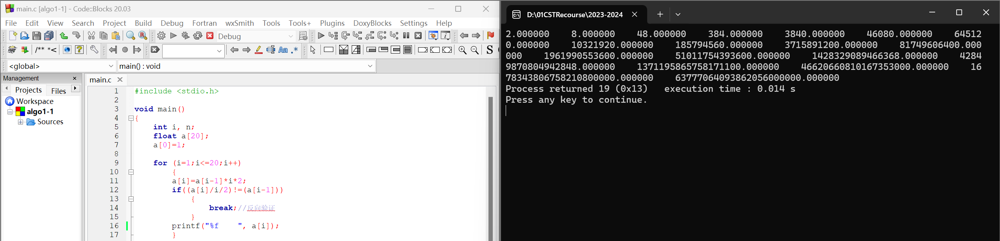 main.c [algo1-1] - Code::Blocks 20.03
File Edit View Search Project Build Debug Fortran wxSmith Tools Tools+ Plugins DoxyBlocks Settings Help
Debug
/** *<
Aa .* S
<global> main() : void
Management
Projects Files
Workspace
algo1-1
Sources
main.c
1 #include <stdio.h>
2
3 void main()
4 {
5 int i, n;
6 float a[20];
7 a[0]=1;
8
9 for (i=1;i<=20;i++)
10 {
11 a[i]=a[i-1]*i*2;
12 if((a[i]/i/2)!=(a[i-1]))
13 {
14 break;//反向验证
15 }
16 printf("%f    ", a[i]);
17 }
D:\01CSTRecourse\2023-2024
2.000000    8.000000    48.000000    384.000000    3840.000000    46080.000000    64512
0.000000    10321920.000000    185794560.000000    3715891200.000000    81749606400.000
000    1961990553600.000000    51011754393600.000000    1428329089466368.000000    4284
9870804942848.000000    1371195865758171100.000000    46620660810167353000.000000    16
78343806758210800000.000000    63777064093862056000000.000000
Process returned 19 (0x13)   execution time : 0.014 s
Press any key to continue.